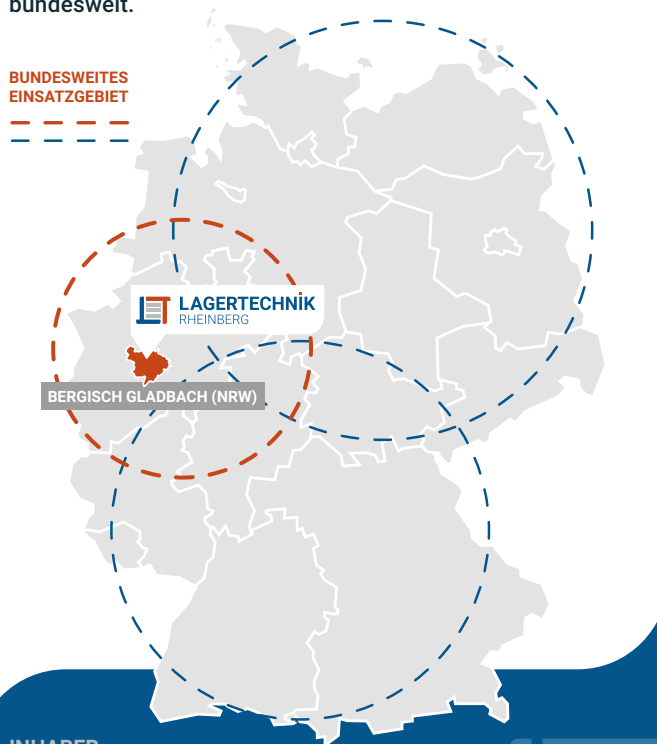 bundesweit.
BUNDESWEITES
EINSATZGEBIET
LAGERTECHNIK
RHEINBERG
BERGISCH GLADBACH (NRW)
INHABER